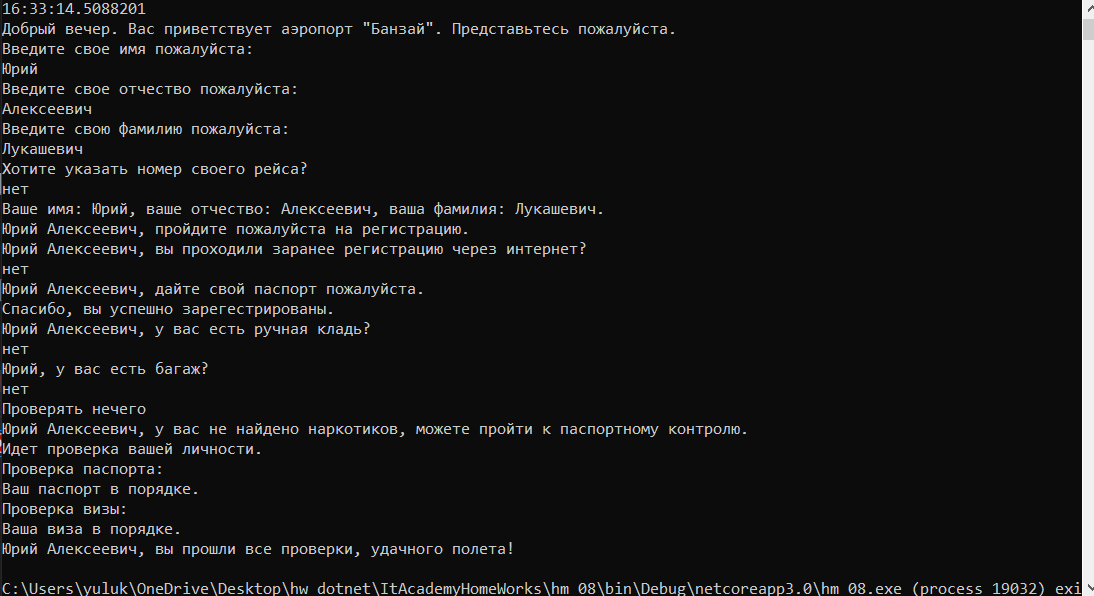 16:33:14.5088201
Добрый вечер. Вас приветствует аэропорт "Банзай". Представьтесь пожалуйста.
Введите свое имя пожалуйста:
Юрий
Введите свое отчество пожалуйста:
Алексеевич
Введите свою фамилию пожалуйста:
Лукашевич
Хотите указать номер своего рейса?
нет
Ваше имя: Юрий, ваше отчество: Алексеевич, ваша фамилия: Лукашевич.
Юрий Алексеевич, пройдите пожалуйста на регистрацию.
Юрий Алексеевич, вы проходили заранее регистрацию через интернет?
нет
Юрий Алексеевич, дайте свой паспорт пожалуйста.
Спасибо, вы успешно зарегестрированы.
Юрий Алексеевич, у вас есть ручная кладь?
нет
Юрий, у вас есть багаж?
нет
Проверять нечего
Юрий Алексеевич, у вас не найдено наркотиков, можете пройти к паспортному контролю.
Идет проверка вашей личности.
Проверка паспорта:
Ваш паспорт в порядке.
Проверка визы:
Ваша виза в порядке.
Юрий Алексеевич, вы прошли все проверки, удачного полета!
C:\Users\yuluk\OneDrive\Desktop\hw dotnet\ItAcademyHomeWorks\hm 08\bin\Debug\netcoreapp3.0\hm 08.exe (process 19032) exi